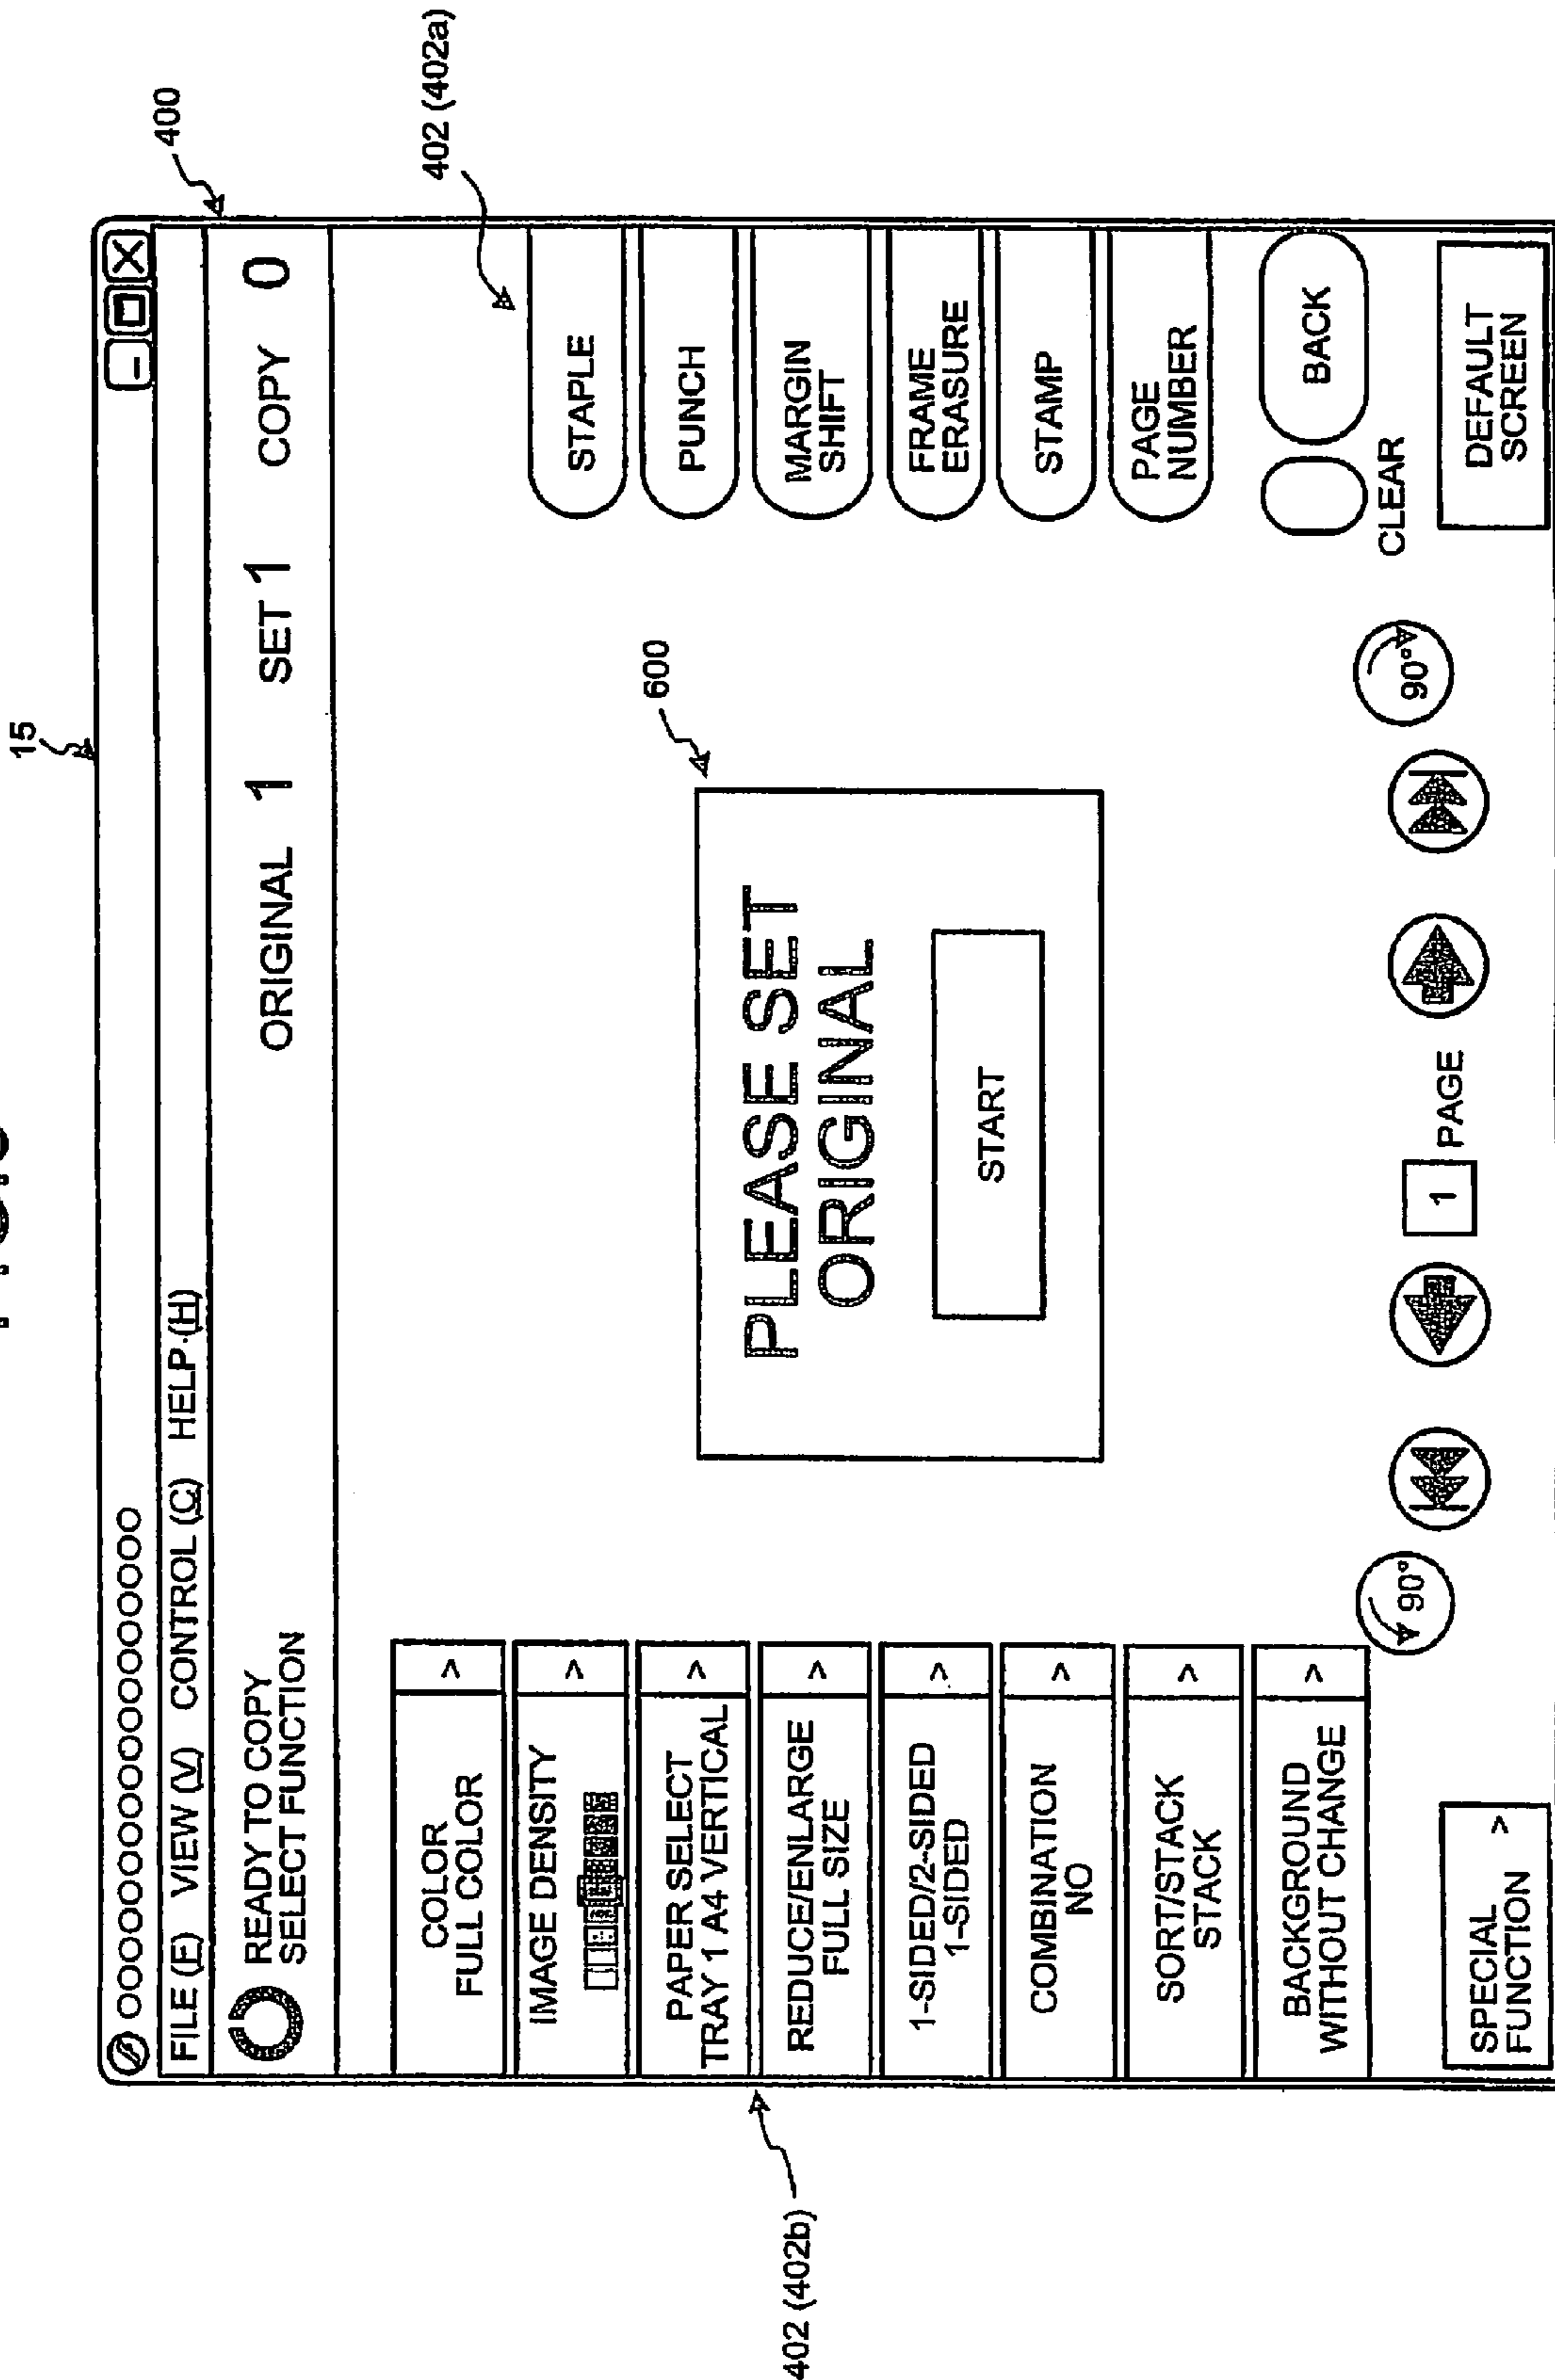 15
○○○○○○○○○○○○○○○○○○
FILE (F) VIEW (V) CONTROL (C) HELP (H)
400
READY TO COPY
SELECT FUNCTION
ORIGINAL 1 SET 1 COPY 0
402 (402a)
402 (402b)
COLOR >
FULL COLOR
IMAGE DENSITY >
PAPER SELECT >
TRAY 1 A4 VERTICAL
REDUCE/ENLARGE >
FULL SIZE
1-SIDED/2-SIDED >
1-SIDED
COMBINATION >
NO
SORT/STACK >
STACK
BACKGROUND >
WITHOUT CHANGE
SPECIAL >
FUNCTION
600
PLEASE SET
ORIGINAL
START
STAPLE
PUNCH
MARGIN
SHIFT
FRAME
ERASURE
STAMP
PAGE
NUMBER
BACK
CLEAR
90°
1 PAGE
90°
DEFAULT
SCREEN